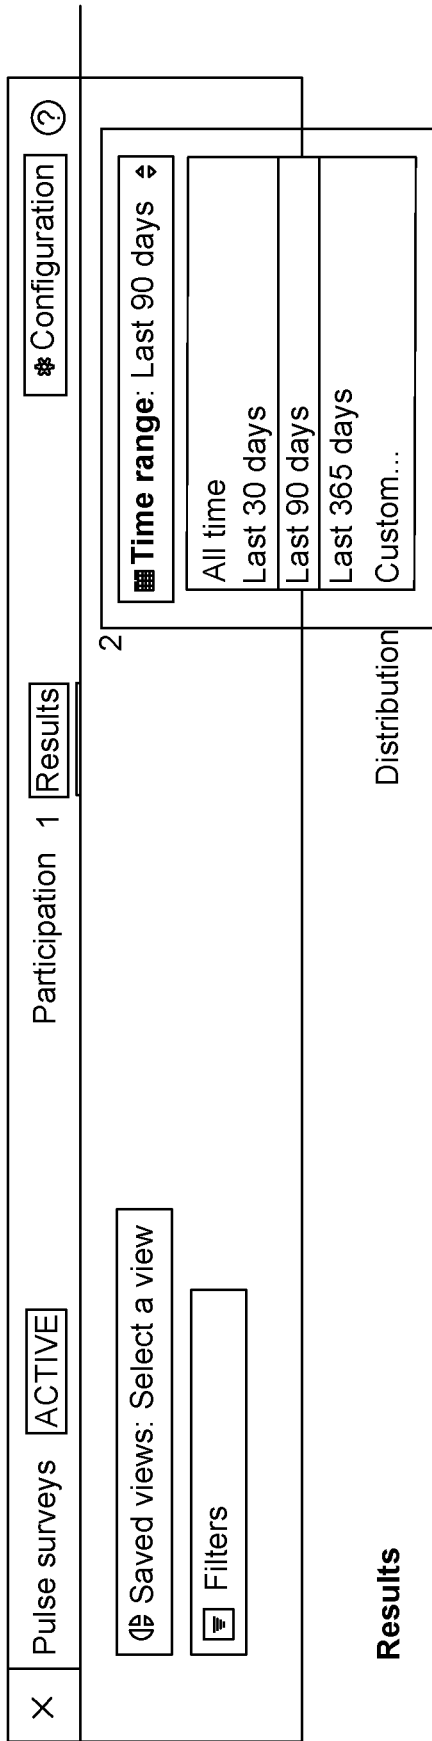 × Pulse surveys ACTIVE Participation 1 Results Configuration ?
Saved views: Select a view
2
Time range: Last 90 days
Filters
All time
Last 30 days
Last 90 days
Last 365 days
Custom...
Results Distribution